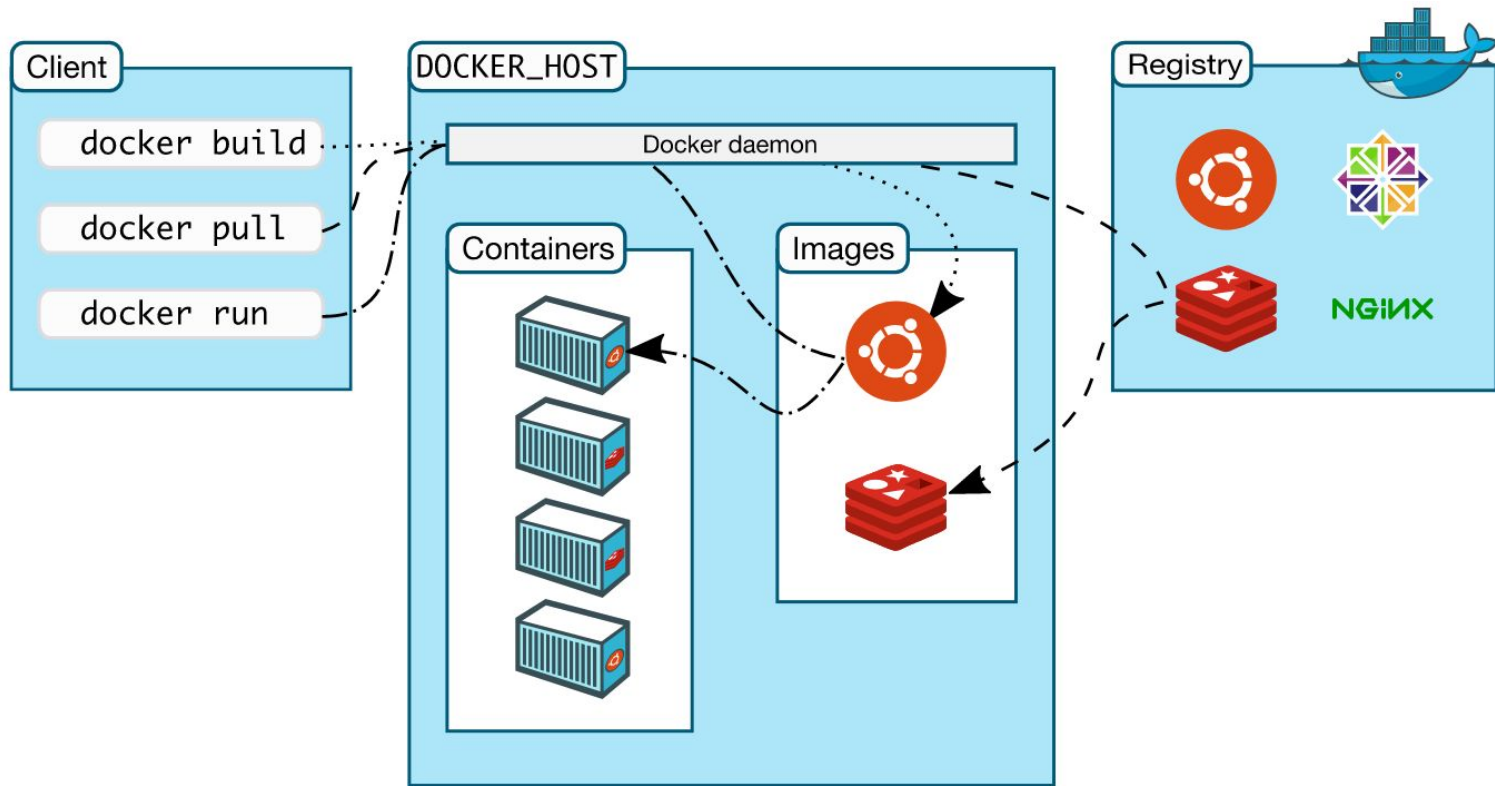 Client
docker build
docker pull
docker run
DOCKER_HOST
Docker daemon
Containers
Images
Registry
NGiNX